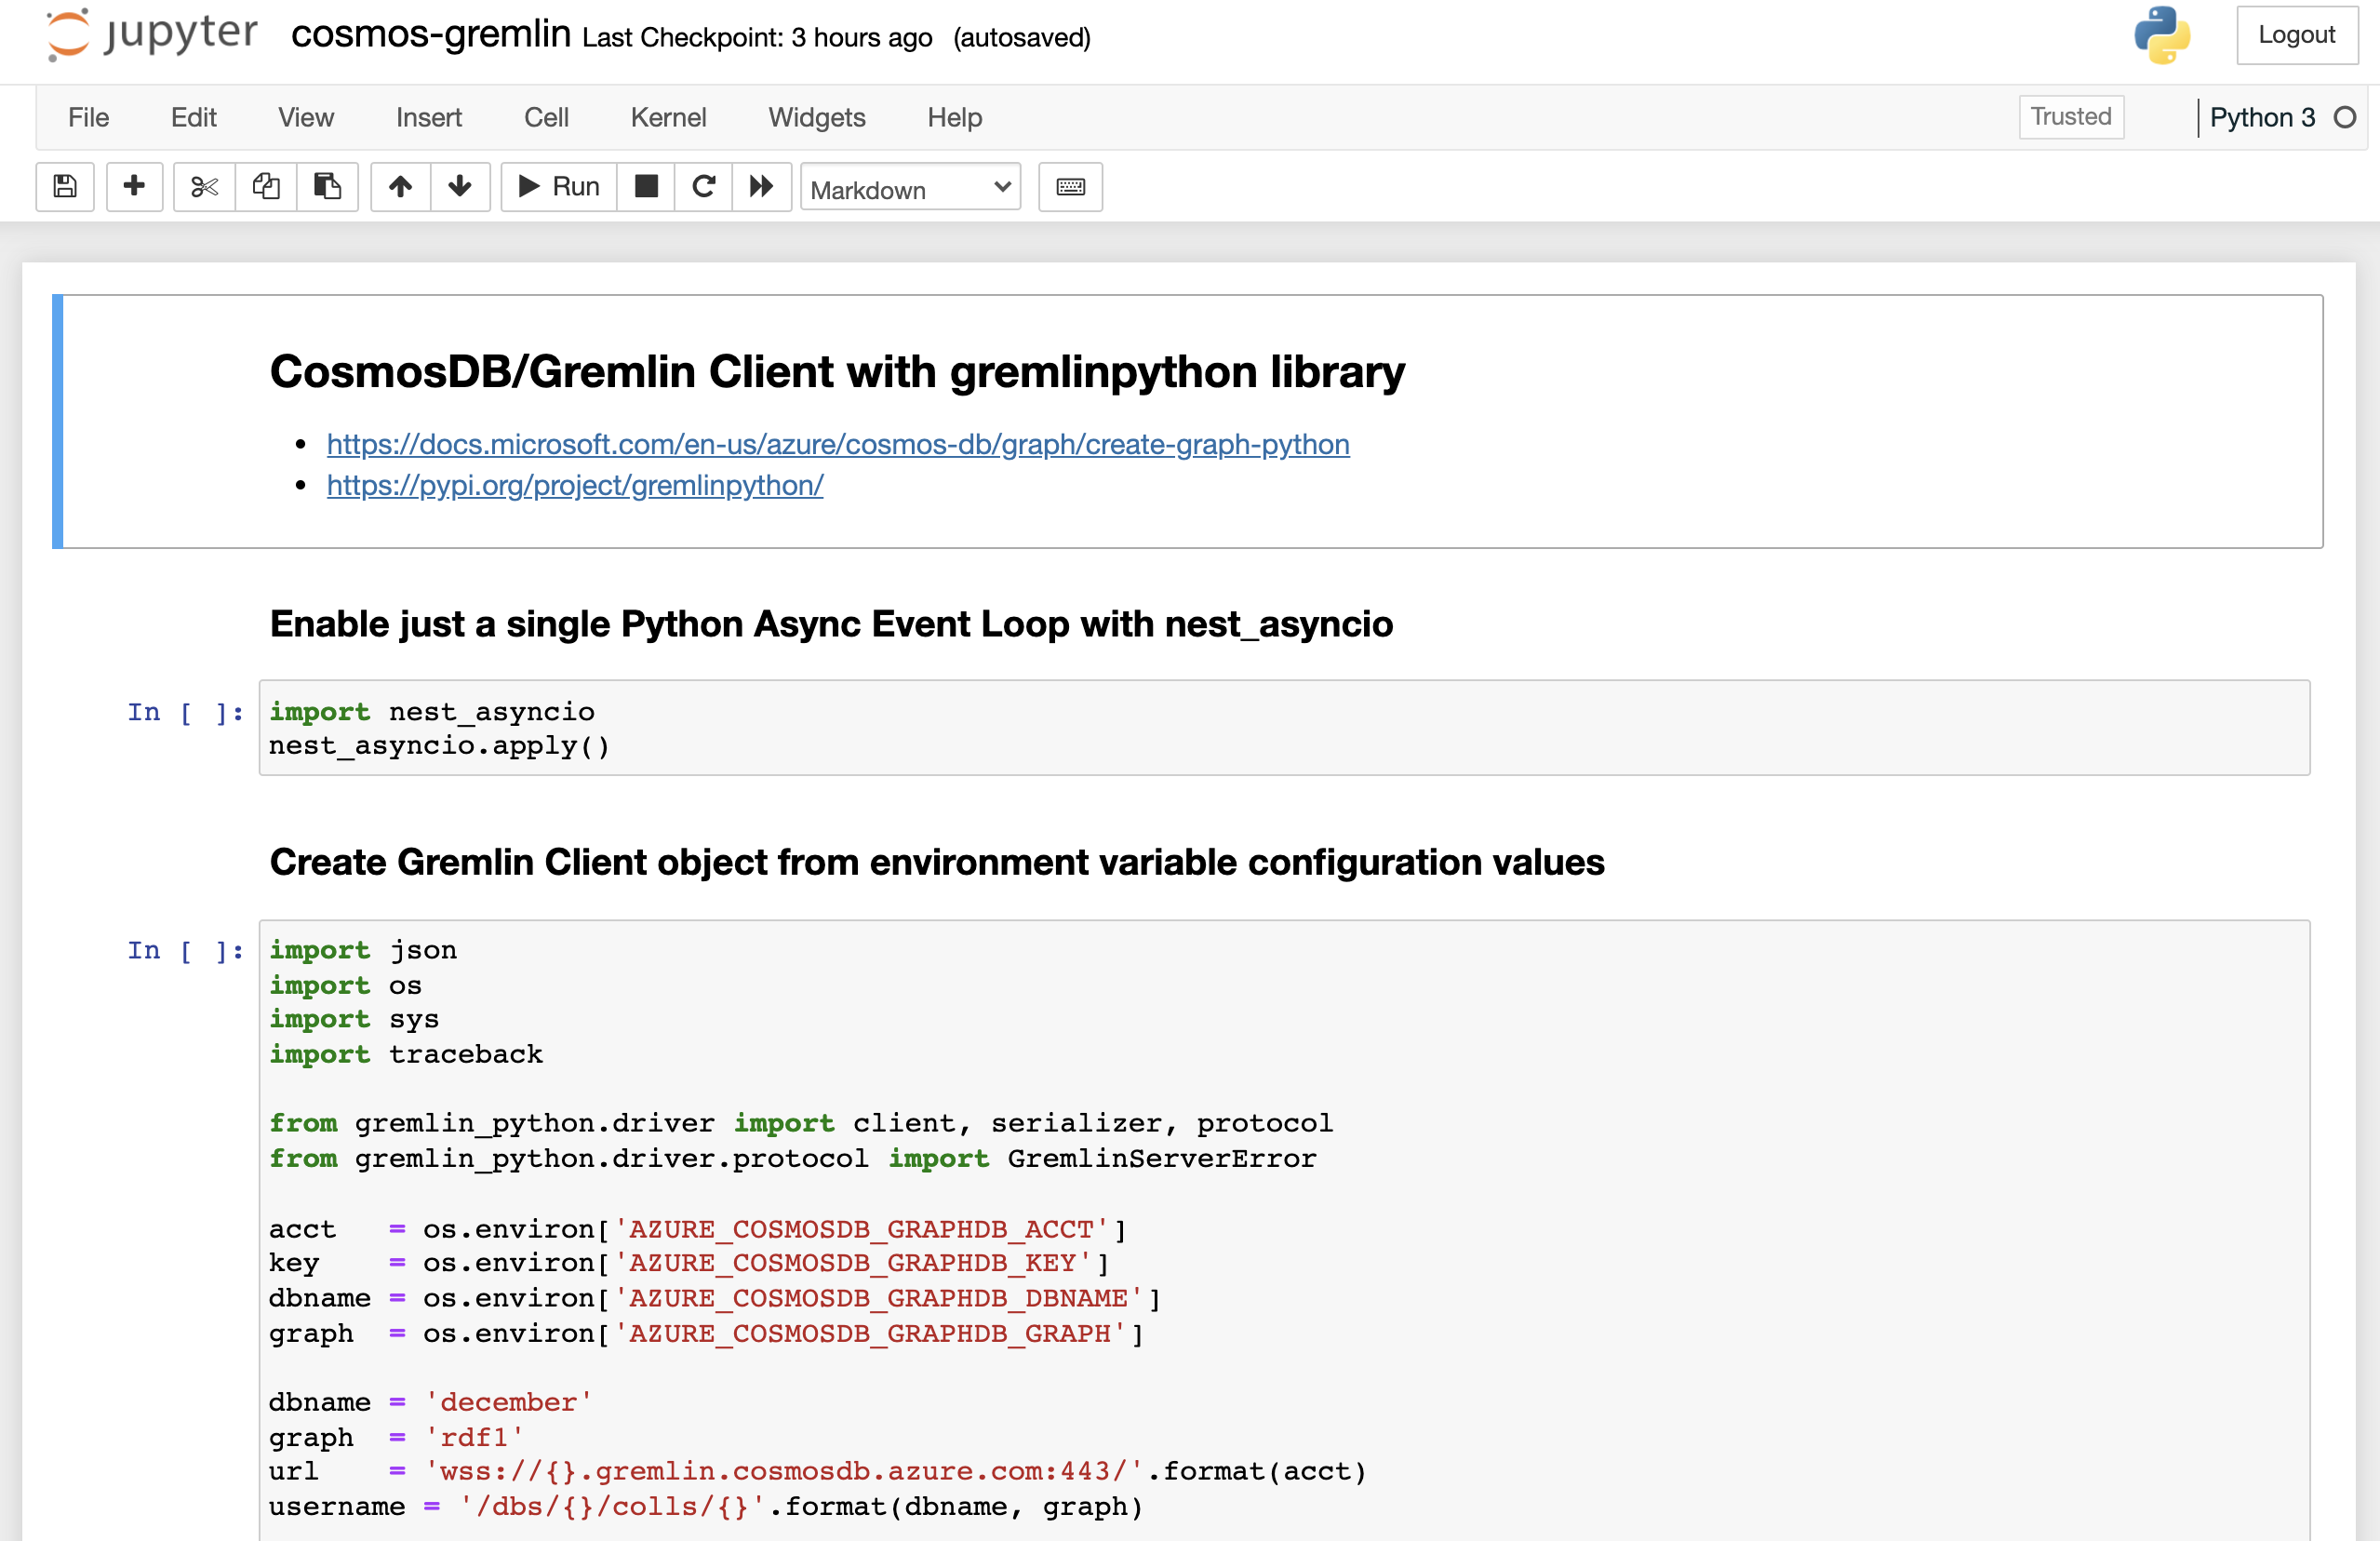 jupyter cosmos-gremlin Last Checkpoint: 3 hours ago (autosaved) Logout
File Edit View Insert Cell Kernel Widgets Help Trusted Python 3
Run Markdown
CosmosDB/Gremlin Client with gremlinpython library
• https://docs.microsoft.com/en-us/azure/cosmos-db/graph/create-graph-python
• https://pypi.org/project/gremlinpython/
Enable just a single Python Async Event Loop with nest_asyncio
In [ ]: import nest_asyncio
nest_asyncio.apply()
Create Gremlin Client object from environment variable configuration values
In [ ]: import json
import os
import sys
import traceback
from gremlin_python.driver import client, serializer, protocol
from gremlin_python.driver.protocol import GremlinServerError
acct   = os.environ['AZURE_COSMOSDB_GRAPHDB_ACCT']
key    = os.environ['AZURE_COSMOSDB_GRAPHDB_KEY']
dbname = os.environ['AZURE_COSMOSDB_GRAPHDB_DBNAME']
graph  = os.environ['AZURE_COSMOSDB_GRAPHDB_GRAPH']
dbname = 'december'
graph  = 'rdf1'
url    = 'wss://{}.gremlin.cosmosdb.azure.com:443/'.format(acct)
username = '/dbs/{}/colls/{}'.format(dbname, graph)